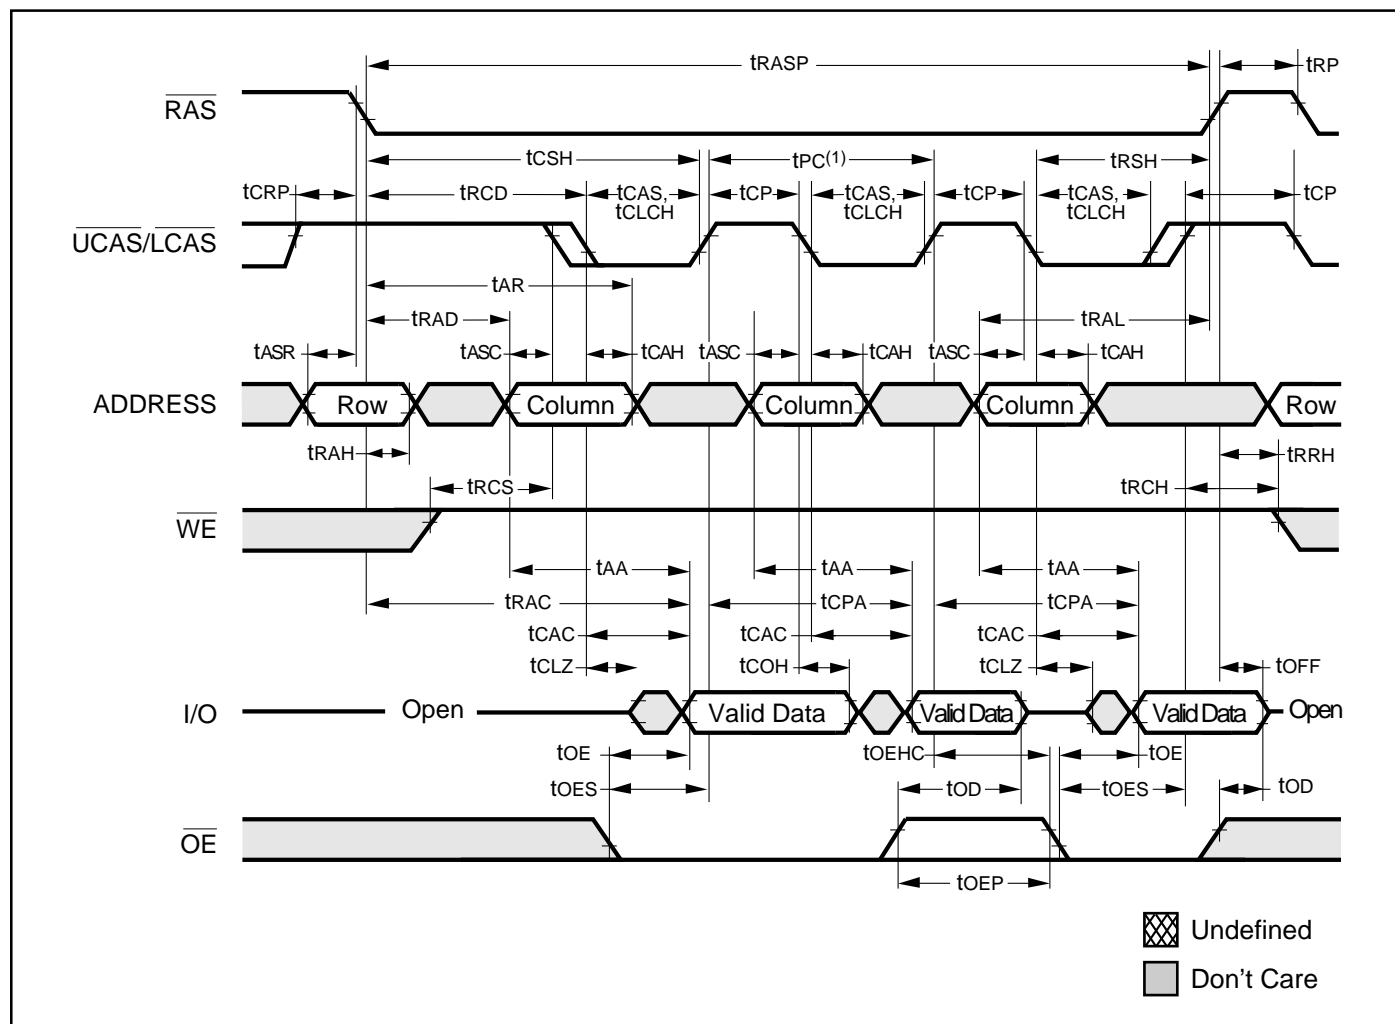 tRASP
tRP
RAS
tCSH
tPC(1)
tRSH
tCRP
tRCD
tCAS,
tCLCH
tCP
tCAS,
tCLCH
tCP
tCAS,
tCLCH
tCP
UCAS/LCAS
tAR
tRAD
tRAL
tASR
tASC
tCAH
tASC
tCAH
tASC
tCAH
ADDRESS
Row
Column
Column
Column
Row
tRAH
tRRH
tRCS
tRCH
WE
tAA
tAA
tAA
tRAC
tCPA
tCPA
tCAC
tCAC
tCAC
tCLZ
tCOH
tCLZ
tOFF
I/O
Open
Valid Data
Valid Data
Valid Data
Open
tOE
tOEHC
tOE
tOES
tOD
tOES
tOD
OE
tOEP
Undefined
Don't Care